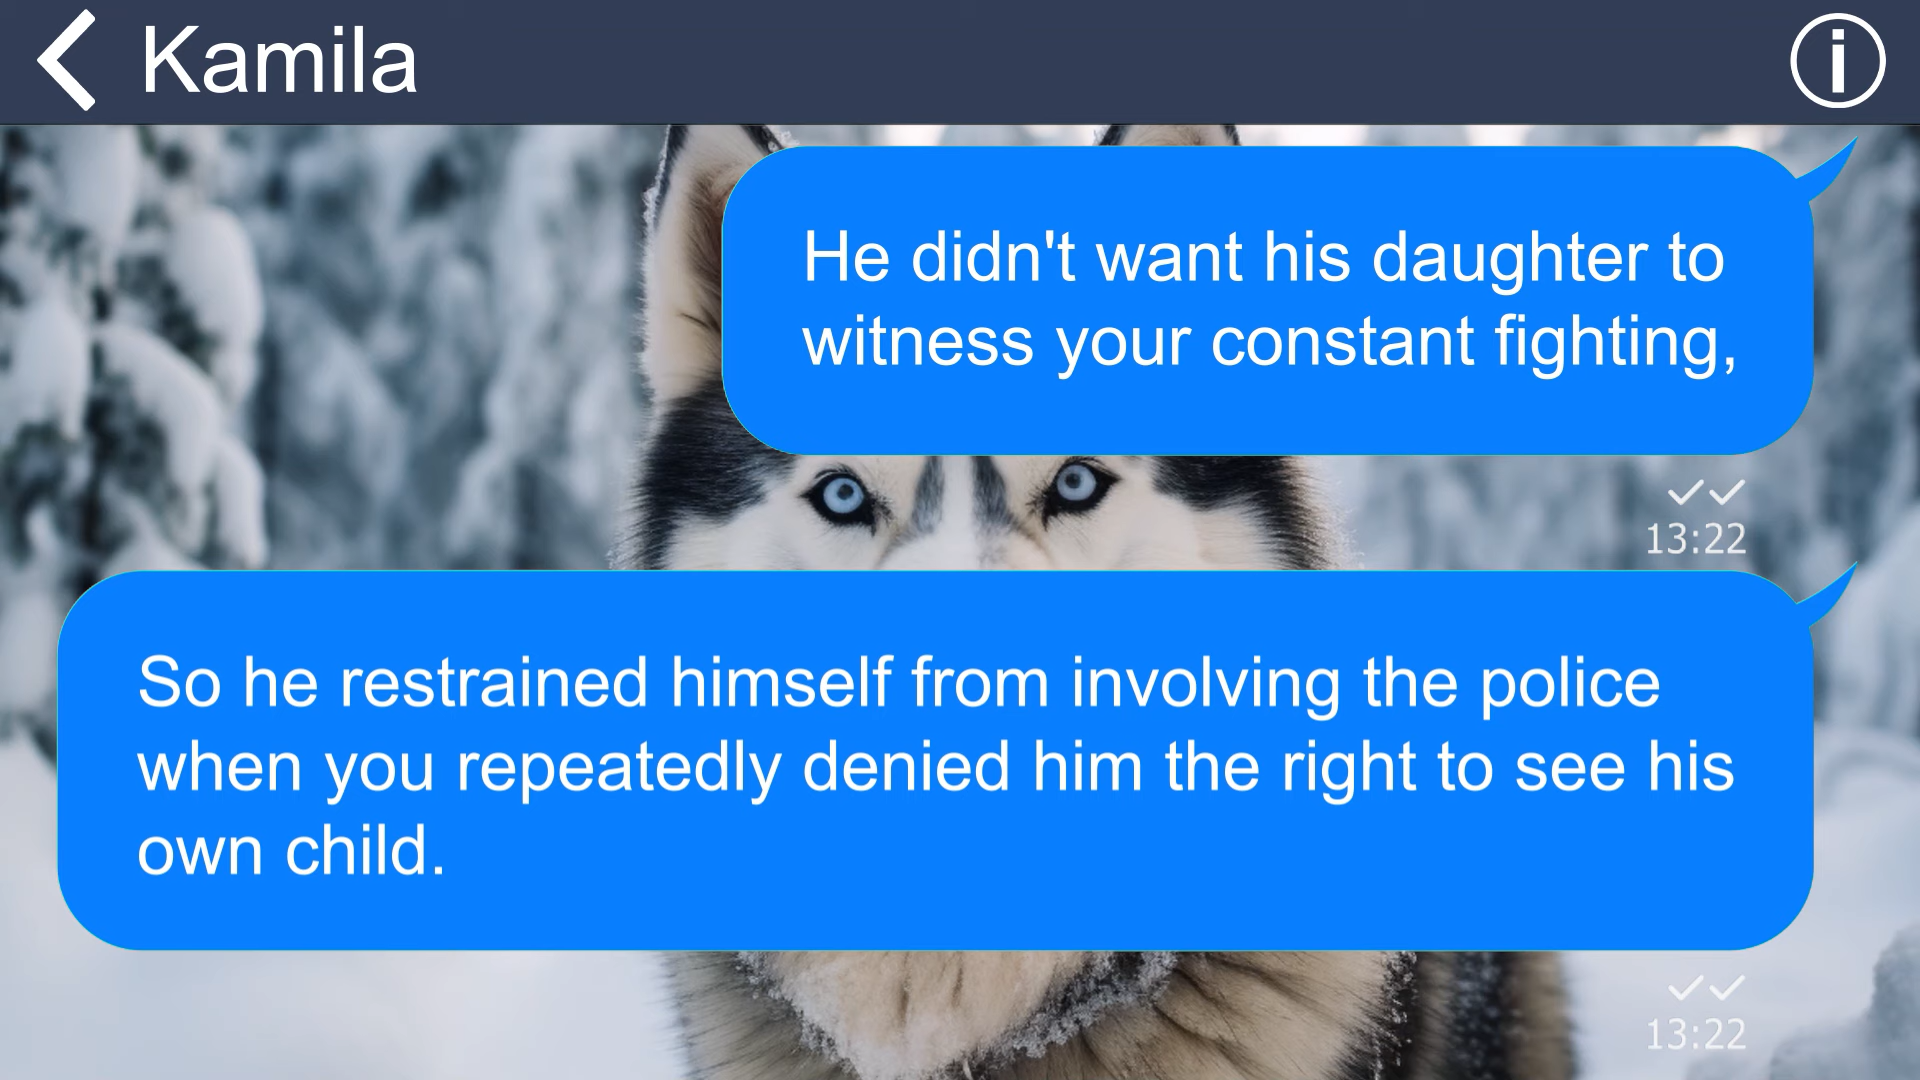 Kamila
He didn't want his daughter to
witness your constant fighting,
13:22
So he restrained himself from involving the police
when you repeatedly denied him the right to see his
own child.
13:22